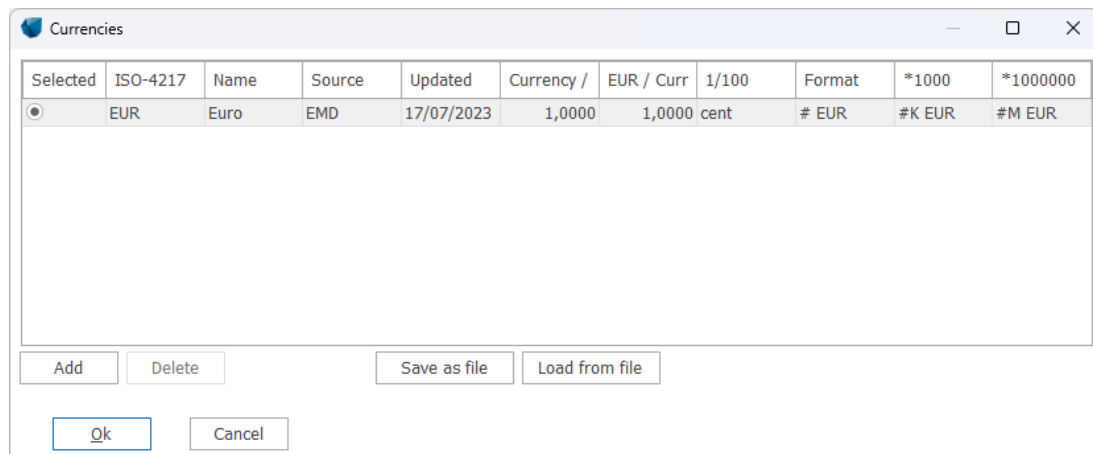 Currencies
Selected ISO-4217 Name Source Updated Currency / EUR / Curr 1/100 Format *1000 *1000000
EUR Euro EMD 17/07/2023 1,0000 1,0000 cent # EUR #K EUR #M EUR
Add Delete Save as file Load from file
Ok Cancel